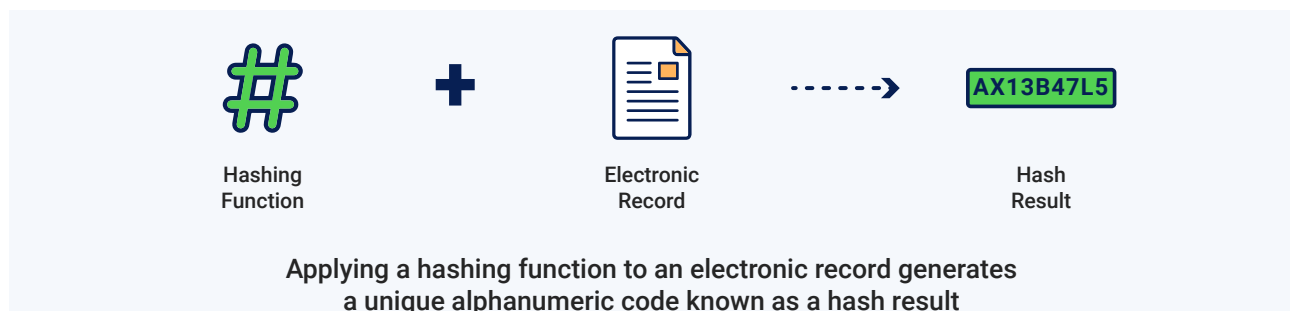 AX13B47L5
Hashing
Function
Electronic
Record
Hash
Result
Applying a hashing function to an electronic record generates
a unique alphanumeric code known as a hash result